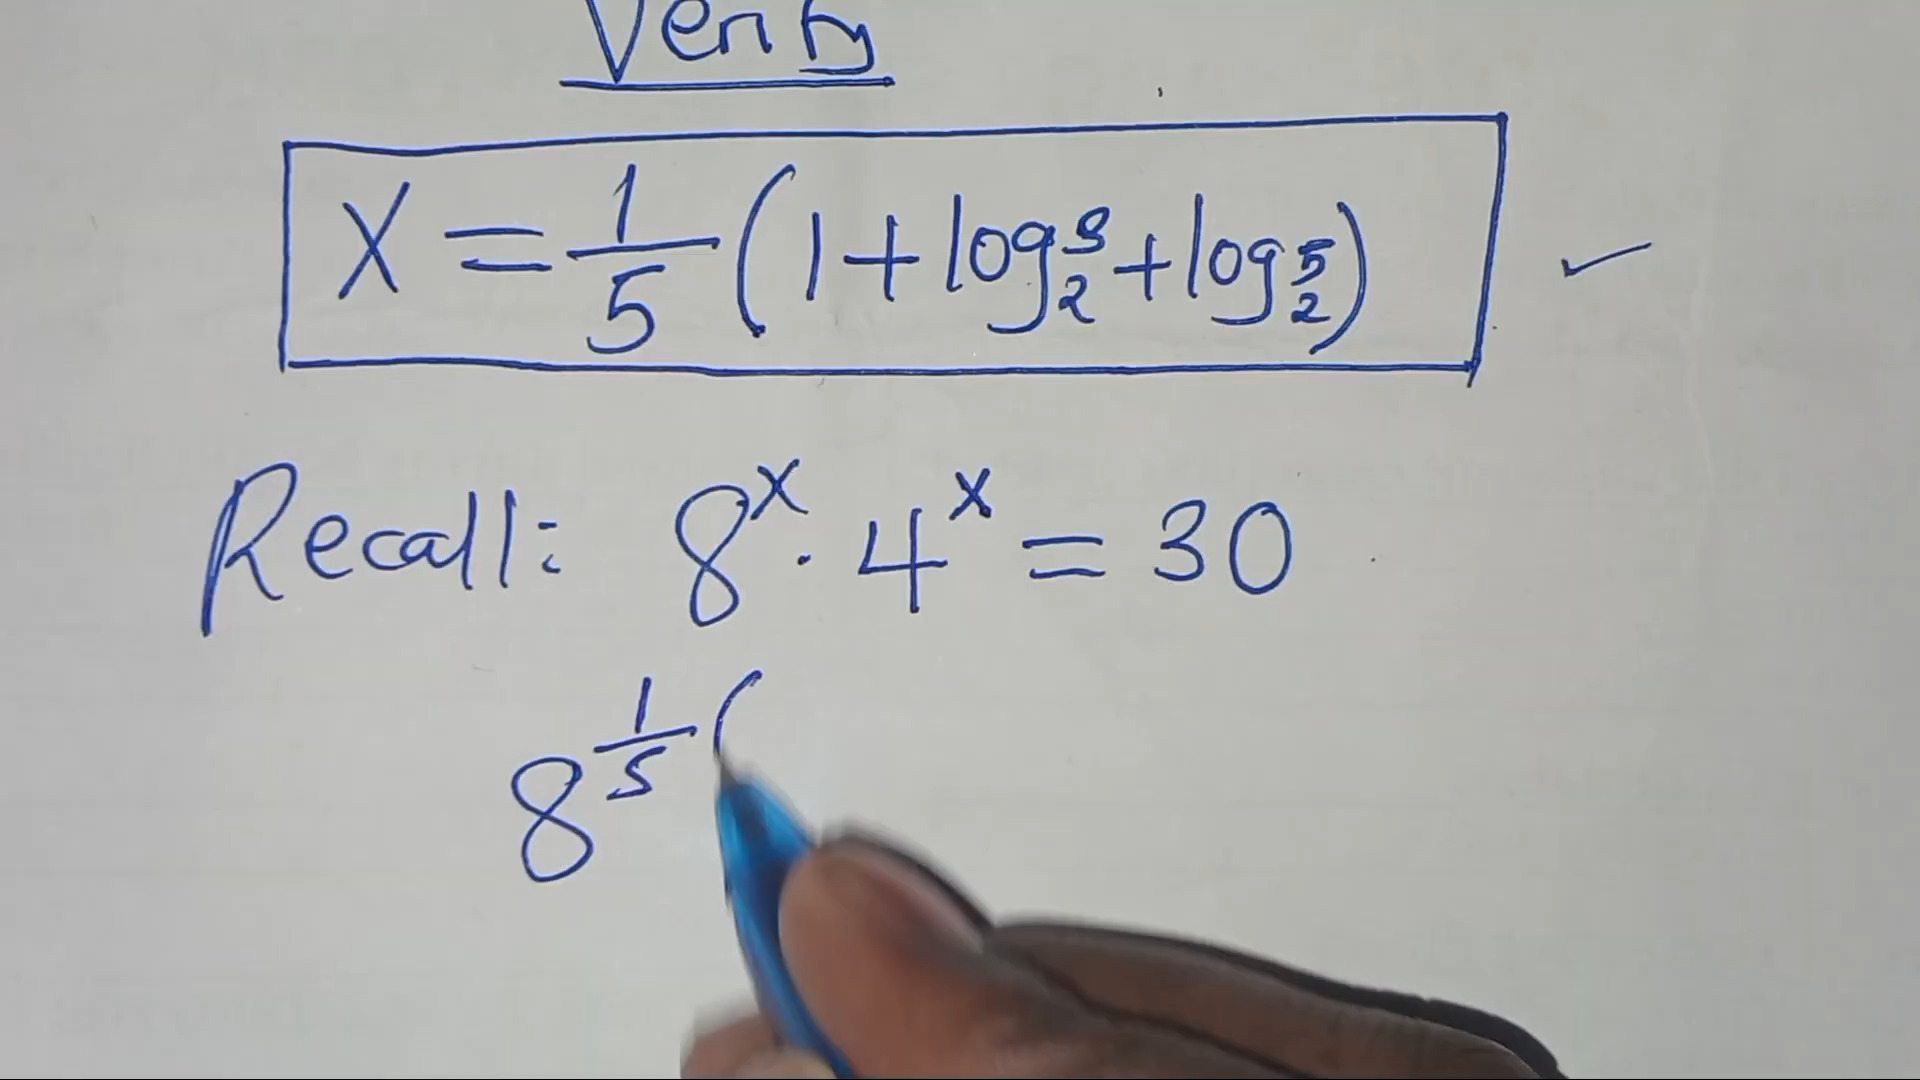 Verify
X = 1/5 (1 + log₂3 + log₂5) ✓
Recall: 8^x · 4^x = 30
8^1/5 (